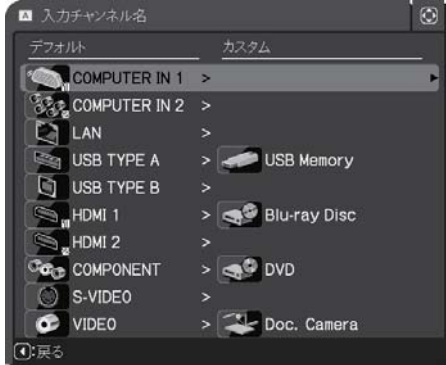 A 入力チャンネル名
デフォルト カスタム
COMPUTER IN 1 >
COMPUTER IN 2 >
LAN >
USB TYPE A > USB Memory
USB TYPE B >
HDMI 1 > Blu-ray Disc
HDMI 2 >
COMPONENT > DVD
S-VIDEO >
VIDEO > Doc. Camera
:戻る